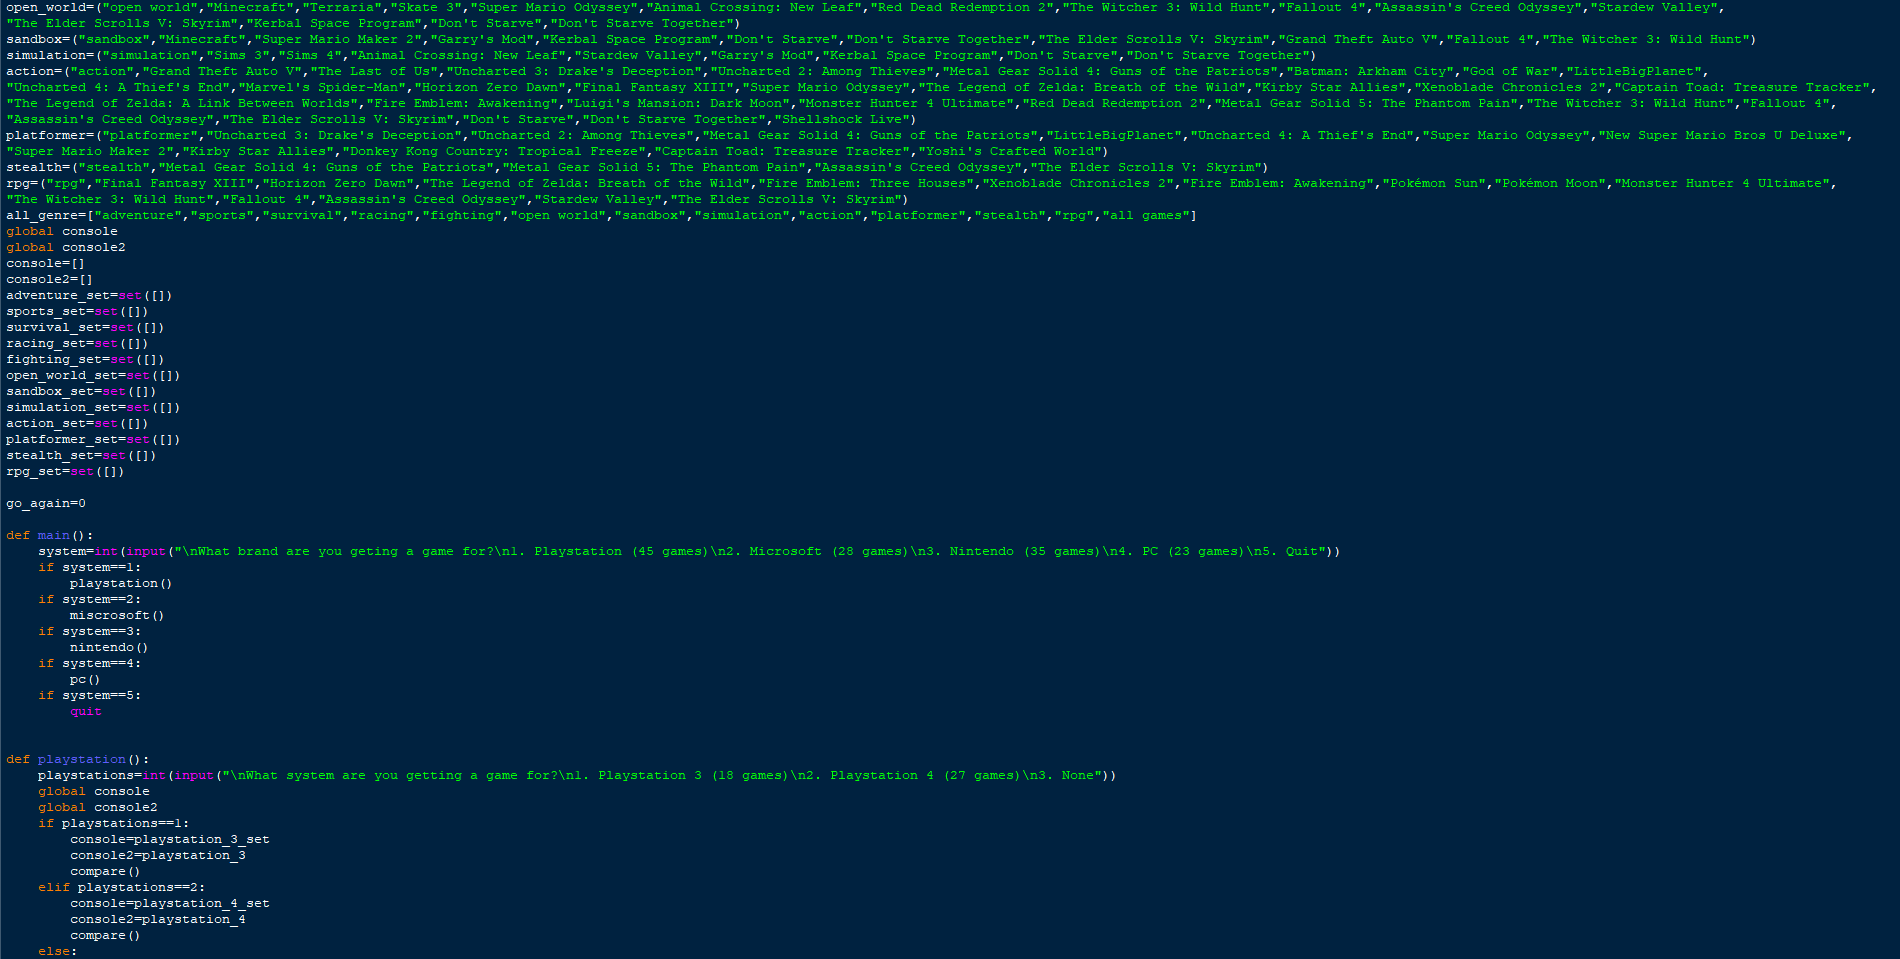 open_world=("open world","Minecraft","Terraria","Skate 3","Super Mario Odyssey","Animal Crossing: New Leaf","Red Dead Redemption 2","The Witcher 3: Wild Hunt","Fallout 4","Assassin's Creed Odyssey","Stardew Valley",
"The Elder Scrolls V: Skyrim","Kerbal Space Program","Don't Starve","Don't Starve Together")
sandbox=("sandbox","Minecraft","Super Mario Maker 2","Garry's Mod","Kerbal Space Program","Don't Starve","Don't Starve Together","The Elder Scrolls V: Skyrim","Grand Theft Auto V","Fallout 4","The Witcher 3: Wild Hunt")
simulation=("simulation","Sims 3","Sims 4","Animal Crossing: New Leaf","Stardew Valley","Garry's Mod","Kerbal Space Program","Don't Starve","Don't Starve Together")
action=("action","Grand Theft Auto V","The Last of Us","Uncharted 3: Drake's Deception","Uncharted 2: Among Thieves","Metal Gear Solid 4: Guns of the Patriots","Batman: Arkham City","God of War","LittleBigPlanet",
"Uncharted 4: A Thief's End","Marvel's Spider-Man","Horizon Zero Dawn","Final Fantasy XIII","Super Mario Odyssey","The Legend of Zelda: Breath of the Wild","Kirby Star Allies","Xenoblade Chronicles 2","Captain Toad: Treasure Tracker",
"The Legend of Zelda: A Link Between Worlds","Fire Emblem: Awakening","Luigi's Mansion: Dark Moon","Monster Hunter 4 Ultimate","Red Dead Redemption 2","Metal Gear Solid 5: The Phantom Pain","The Witcher 3: Wild Hunt","Fallout 4",
"Assassin's Creed Odyssey","The Elder Scrolls V: Skyrim","Don't Starve","Don't Starve Together","Shellshock Live")
platformer=("platformer","Uncharted 3: Drake's Deception","Uncharted 2: Among Thieves","Metal Gear Solid 4: Guns of the Patriots","LittleBigPlanet","Uncharted 4: A Thief's End","Super Mario Odyssey","New Super Mario Bros U Deluxe",
"Super Mario Maker 2","Kirby Star Allies","Donkey Kong Country: Tropical Freeze","Captain Toad: Treasure Tracker","Yoshi's Crafted World")
stealth=("stealth","Metal Gear Solid 4: Guns of the Patriots","Metal Gear Solid 5: The Phantom Pain","Assassin's Creed Odyssey","The Elder Scrolls V: Skyrim")
rpg=("rpg","Final Fantasy XIII","Horizon Zero Dawn","The Legend of Zelda: Breath of the Wild","Fire Emblem: Three Houses","Xenoblade Chronicles 2","Fire Emblem: Awakening","Pokémon Sun","Pokémon Moon","Monster Hunter 4 Ultimate",
"The Witcher 3: Wild Hunt","Fallout 4","Assassin's Creed Odyssey","Stardew Valley","The Elder Scrolls V: Skyrim")
all_genre=["adventure","sports","survival","racing","fighting","open world","sandbox","simulation","action","platformer","stealth","rpg","all games"]
global console
global console2
console=[]
console2=[]
adventure_set=set([])
sports_set=set([])
survival_set=set([])
racing_set=set([])
fighting_set=set([])
open_world_set=set([])
sandbox_set=set([])
simulation_set=set([])
action_set=set([])
platformer_set=set([])
stealth_set=set([])
rpg_set=set([])
go_again=0
def main():
    system=int(input("\nWhat brand are you geting a game for?\n1. Playstation (45 games)\n2. Microsoft (28 games)\n3. Nintendo (35 games)\n4. PC (23 games)\n5. Quit"))
    if system==1:
        playstation()
    if system==2:
        miscrosoft()
    if system==3:
        nintendo()
    if system==4:
        pc()
    if system==5:
        quit
def playstation():
    playstations=int(input("\nWhat system are you getting a game for?\n1. Playstation 3 (18 games)\n2. Playstation 4 (27 games)\n3. None"))
    global console
    global console2
    if playstations==1:
        console=playstation_3_set
        console2=playstation_3
        compare()
    elif playstations==2:
        console=playstation_4_set
        console2=playstation_4
        compare()
    else: